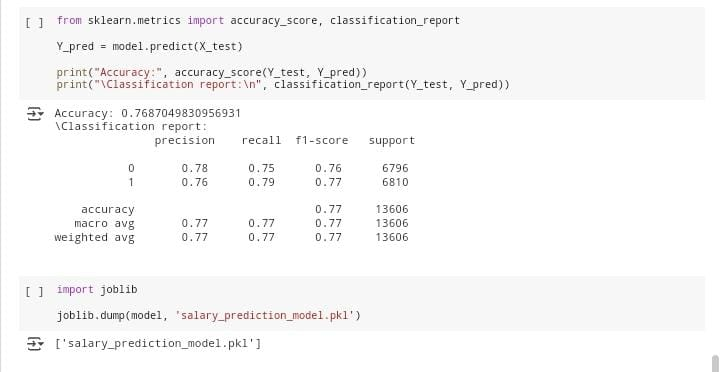 [ ] from sklearn.metrics import accuracy_score, classification_report
Y_pred = model.predict(X_test)
print("Accuracy:", accuracy_score(Y_test, Y_pred))
print("\Classification report:\n", classification_report(Y_test, Y_pred))
Accuracy: 0.7687049830956931
\Classification report:
precision recall f1-score support
0 0.78 0.75 0.76 6796
1 0.76 0.79 0.77 6810
accuracy 0.77 13606
macro avg 0.77 0.77 0.77 13606
weighted avg 0.77 0.77 0.77 13606
[ ] import joblib
joblib.dump(model, 'salary_prediction_model.pkl')
['salary_prediction_model.pkl']